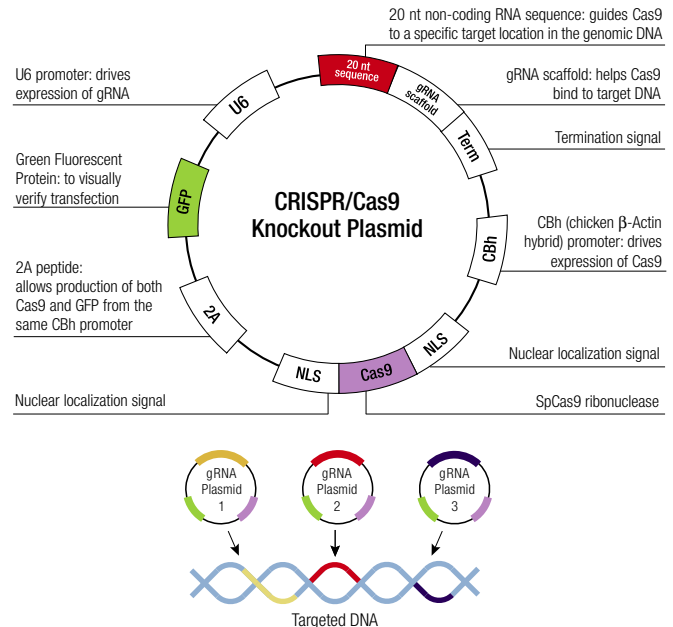 20 nt non-coding RNA sequence: guides Cas9
to a specific target location in the genomic DNA
20 nt
sequence
U6 promoter: drives
expression of gRNA
U6
gRNA
scaffold
gRNA scaffold: helps Cas9
bind to target DNA
Term
Termination signal
Green Fluorescent
Protein: to visually
verify transfection
GFP
CRISPR/Cas9
Knockout Plasmid
CBh
CBh (chicken β-Actin
hybrid) promoter: drives
expression of Cas9
2A peptide:
allows production of both
Cas9 and GFP from the
same CBh promoter
2A
NLS
Nuclear localization signal
NLS
Cas9
Nuclear localization signal
SpCas9 ribonuclease
gRNA
Plasmid
1
gRNA
Plasmid
2
gRNA
Plasmid
3
Targeted DNA